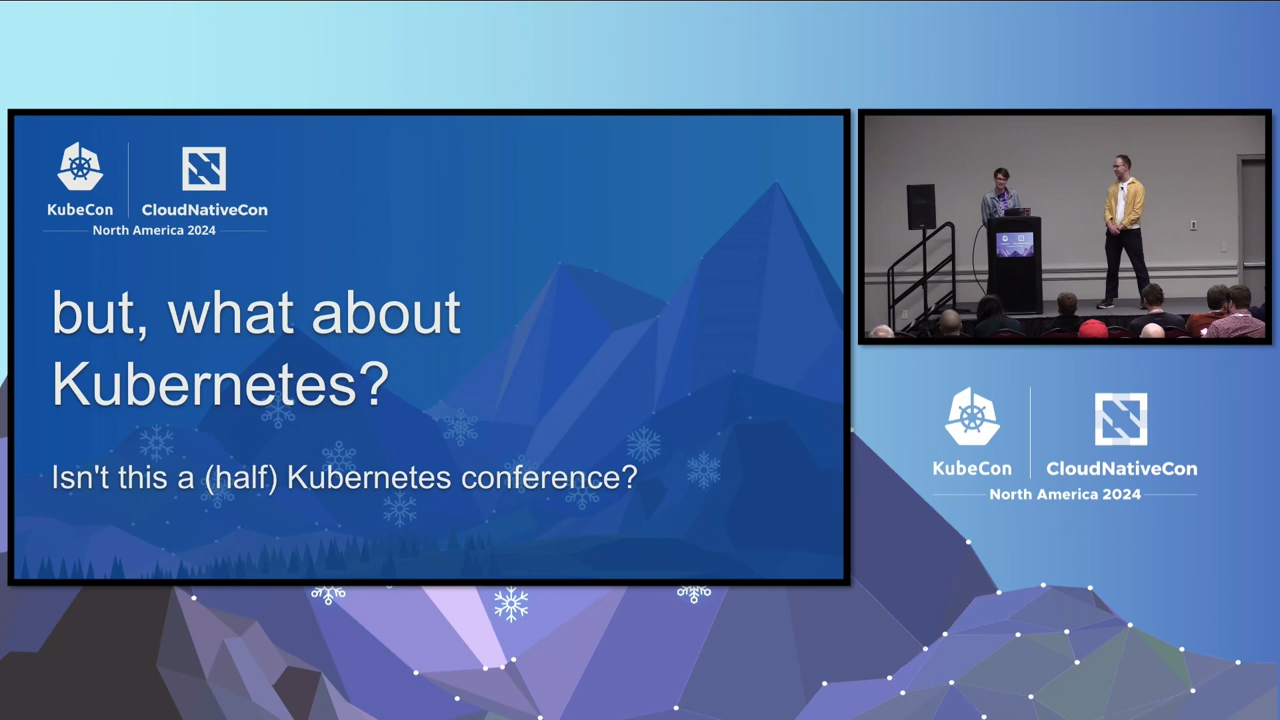 KubeCon
CloudNativeCon
North America 2024
but, what about
Kubernetes?
Isn't this a (half) Kubernetes conference?
KubeCon
CloudNativeCon
North America 2024